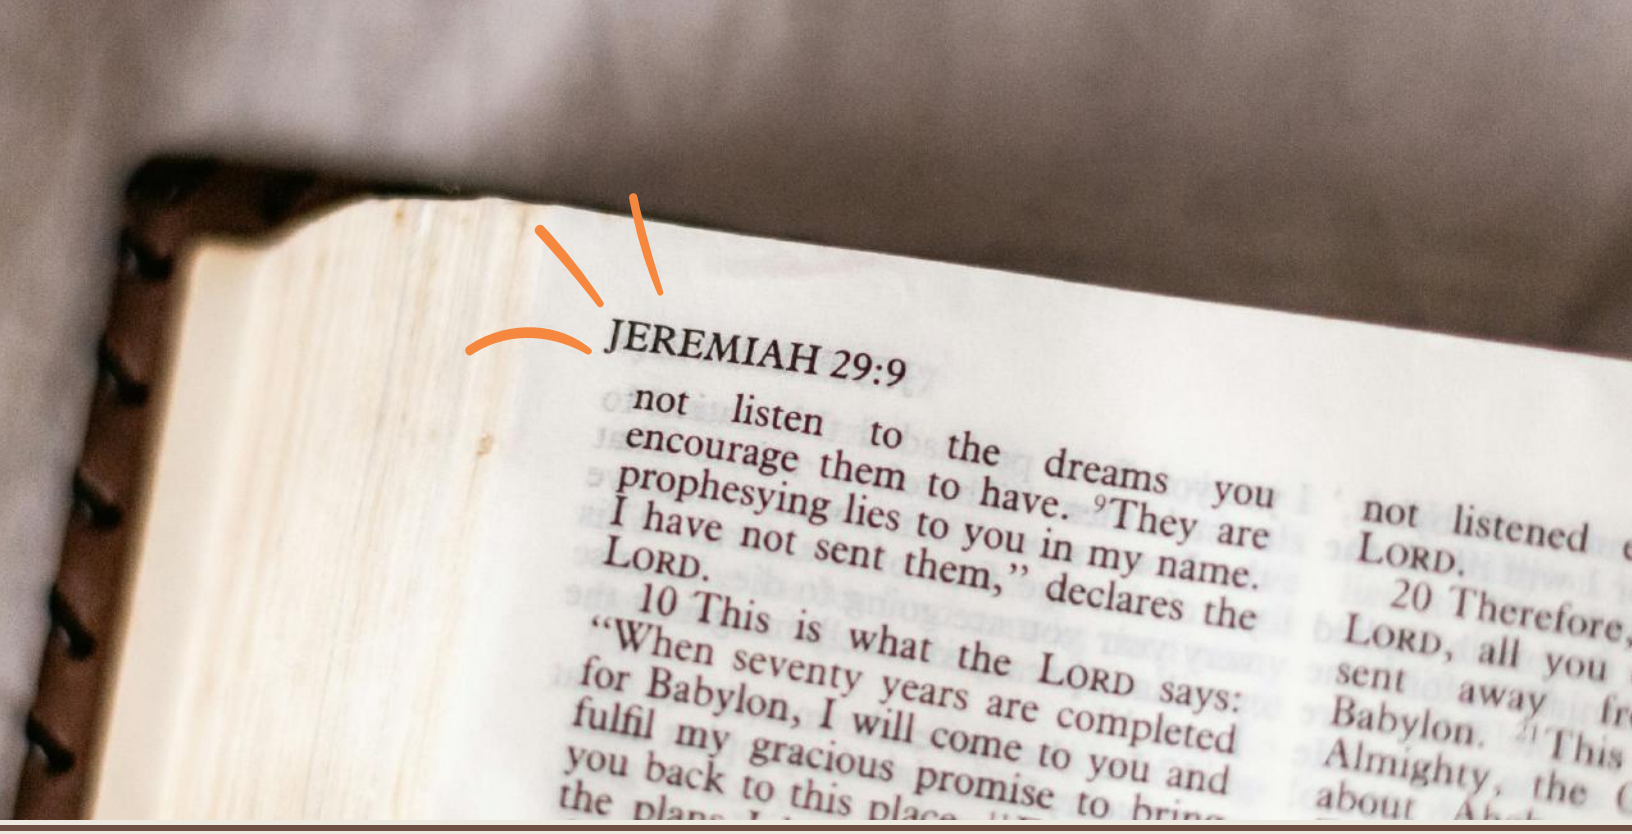 JEREMIAH 29:9
not listen to the dreams you
encourage them to have. ⁹They are
prophesying lies to you in my name.
I have not sent them,” declares the
LORD.
10 This is what the LORD says:
“When seventy years are completed
for Babylon, I will come to you and
fulfil my gracious promise to bring
you back to this place.
the plans I
not listened
LORD.
20 Therefore,
LORD, all you
sent away
Babylon. ²¹This
Almighty, the
about